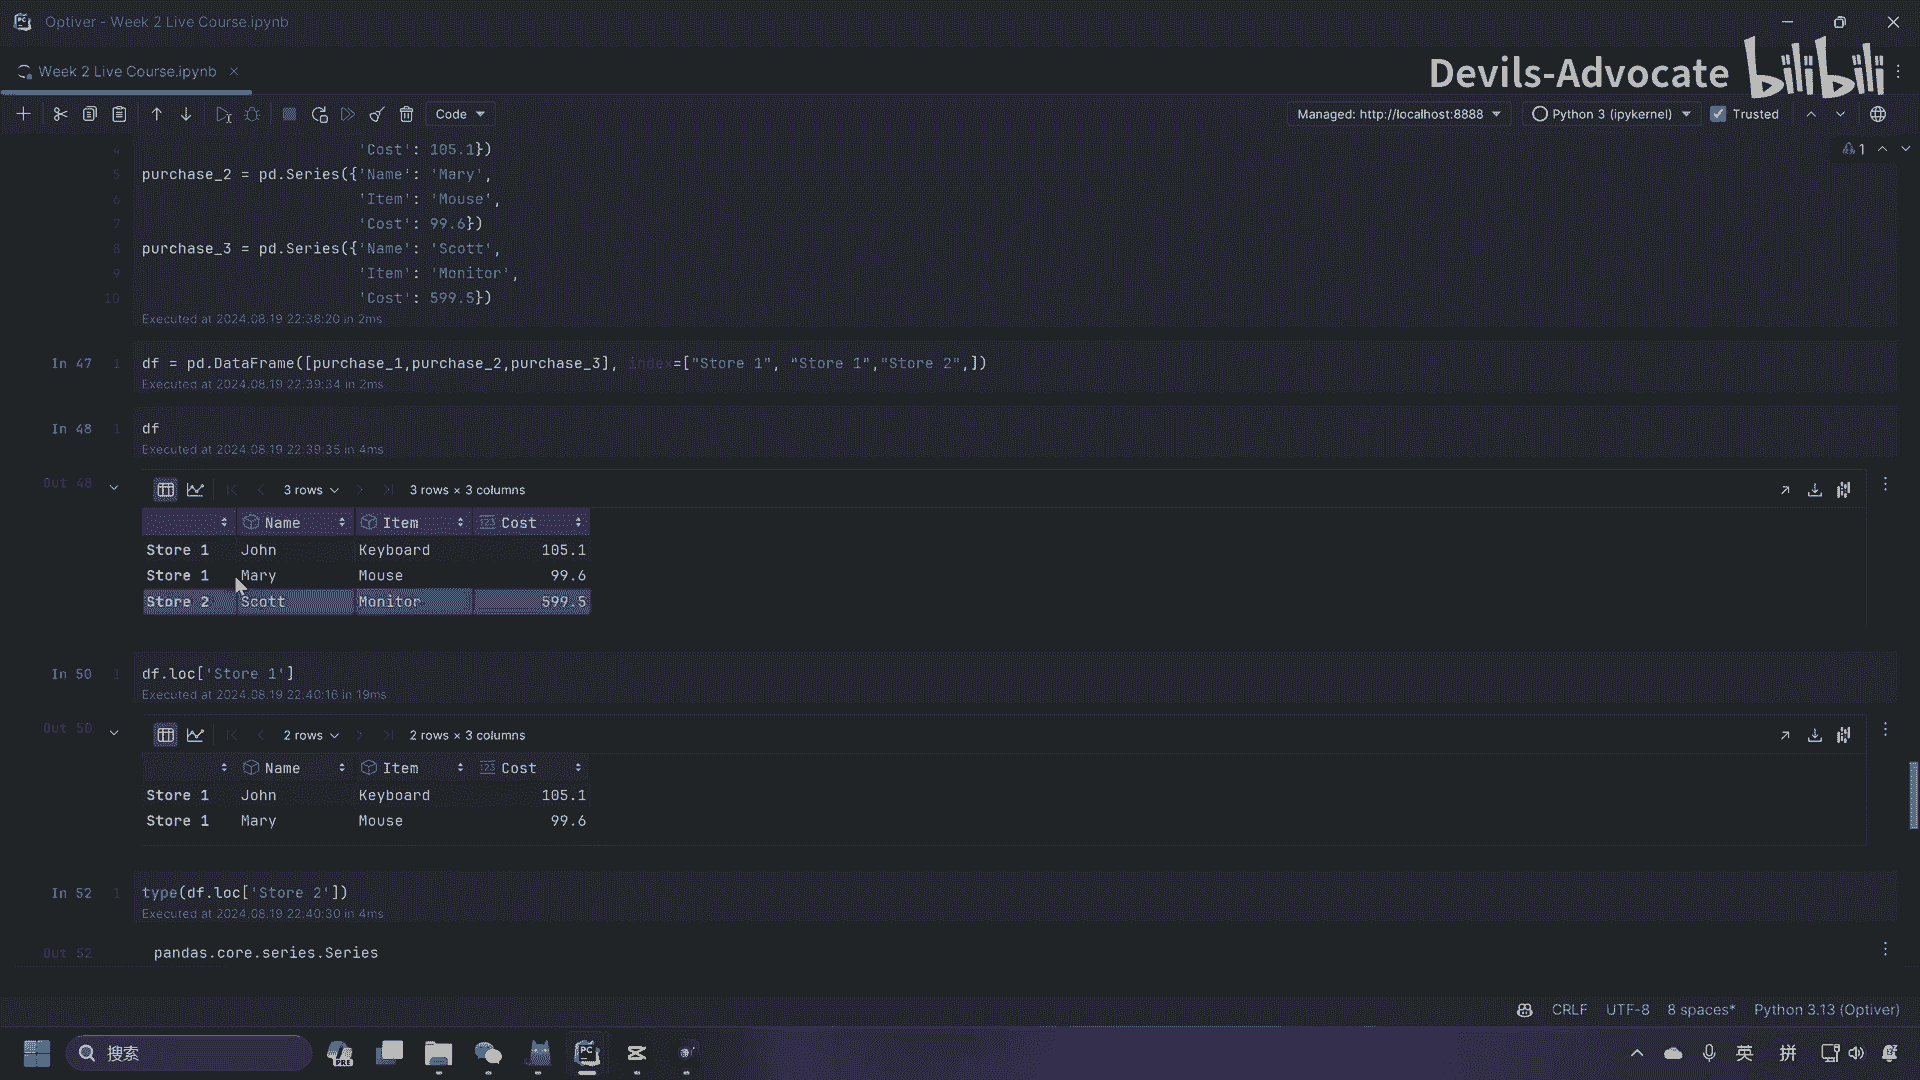 Optiver - Week 2 Live Course.ipynb
Week 2 Live Course.ipynb
Devils-Advocate bilibili
Code
Managed: http://localhost:8888
Python 3 (ipykernel)
Trusted
4 'Cost': 105.1})
1
5 purchase_2 = pd.Series({'Name': 'Mary',
6 'Item': 'Mouse',
7 'Cost': 99.6})
8 purchase_3 = pd.Series({'Name': 'Scott',
9 'Item': 'Monitor',
10 'Cost': 599.5})
Executed at 2024.08.19 22:38:20 in 2ms
In 47 1 df = pd.DataFrame([purchase_1,purchase_2,purchase_3], index=["Store 1", "Store 1","Store 2",])
Executed at 2024.08.19 22:39:34 in 2ms
In 48 1 df
Executed at 2024.08.19 22:39:35 in 4ms
Out 48 3 rows 3 rows × 3 columns
Name Item Cost
Store 1 John Keyboard 105.1
Store 1 Mary Mouse 99.6
Store 2 Scott Monitor 599.5
In 50 1 df.loc['Store 1']
Executed at 2024.08.19 22:40:16 in 19ms
Out 50 2 rows 2 rows × 3 columns
Name Item Cost
Store 1 John Keyboard 105.1
Store 1 Mary Mouse 99.6
In 52 1 type(df.loc['Store 2'])
Executed at 2024.08.19 22:40:30 in 4ms
Out 52 pandas.core.series.Series
CRLF UTF-8 8 spaces* Python 3.13 (Optiver)
搜索
PRE
PC
英 拼